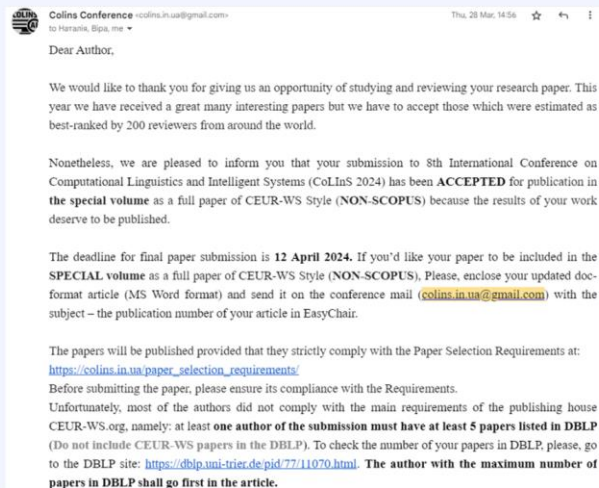 COLINS
Colins Conference <colins.in.ua@gmail.com>
Thu, 28 Mar, 14:56
to Наталія, Віра, me
Dear Author,
We would like to thank you for giving us an opportunity of studying and reviewing your research paper. This
year we have received a great many interesting papers but we have to accept those which were estimated as
best-ranked by 200 reviewers from around the world.
Nonetheless, we are pleased to inform you that your submission to 8th International Conference on
Computational Linguistics and Intelligent Systems (CoLInS 2024) has been ACCEPTED for publication in
the special volume as a full paper of CEUR-WS Style (NON-SCOPUS) because the results of your work
deserve to be published.
The deadline for final paper submission is 12 April 2024. If you'd like your paper to be included in the
SPECIAL volume as a full paper of CEUR-WS Style (NON-SCOPUS), Please, enclose your updated doc-
format article (MS Word format) and send it on the conference mail (colins.in.ua@gmail.com) with the
subject – the publication number of your article in EasyChair.
The papers will be published provided that they strictly comply with the Paper Selection Requirements at:
https://colins.in.ua/paper_selection_requirements/
Before submitting the paper, please ensure its compliance with the Requirements.
Unfortunately, most of the authors did not comply with the main requirements of the publishing house
CEUR-WS.org, namely: at least one author of the submission must have at least 5 papers listed in DBLP
(Do not include CEUR-WS papers in the DBLP). To check the number of your papers in DBLP, please, go
to the DBLP site: https://dblp.uni-trier.de/pid/77/11070.html. The author with the maximum number of
papers in DBLP shall go first in the article.